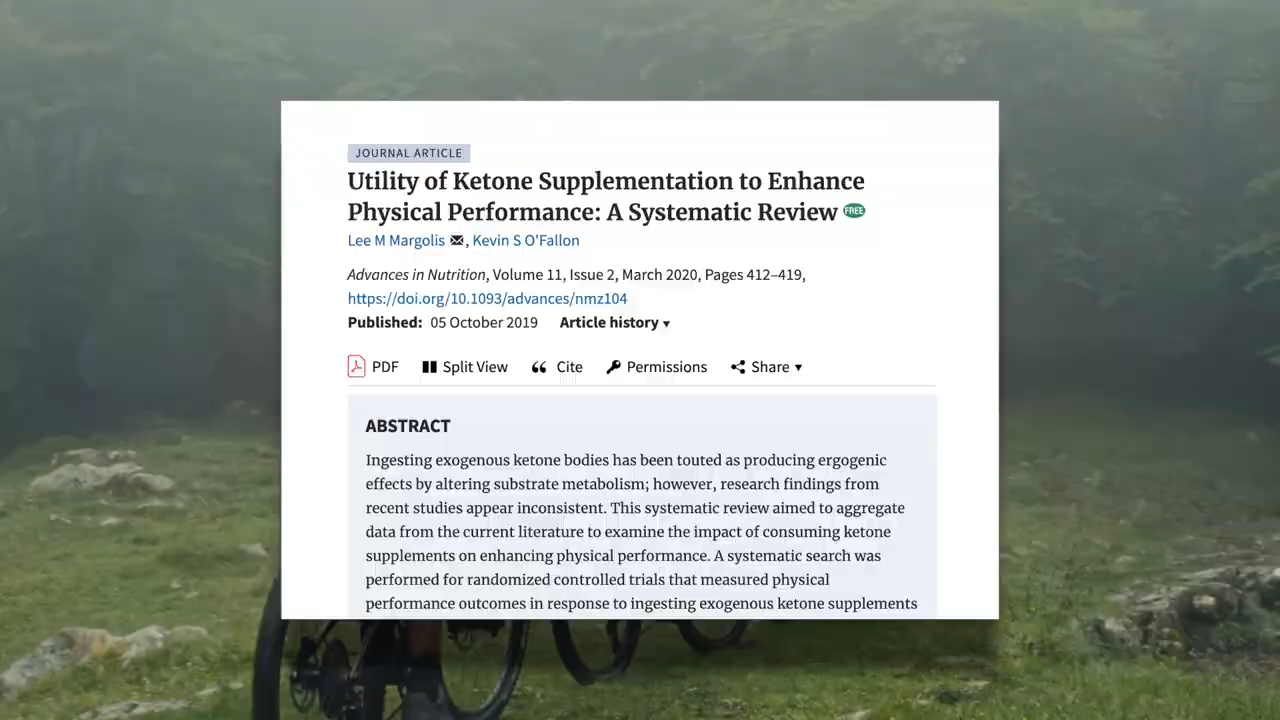 JOURNAL ARTICLE
Utility of Ketone Supplementation to Enhance
Physical Performance: A Systematic Review FREE
Lee M Margolis , Kevin S O'Fallon
Advances in Nutrition, Volume 11, Issue 2, March 2020, Pages 412–419,
https://doi.org/10.1093/advances/nmz104
Published: 05 October 2019 Article history ▾
PDF Split View Cite Permissions Share ▾
ABSTRACT
Ingesting exogenous ketone bodies has been touted as producing ergogenic
effects by altering substrate metabolism; however, research findings from
recent studies appear inconsistent. This systematic review aimed to aggregate
data from the current literature to examine the impact of consuming ketone
supplements on enhancing physical performance. A systematic search was
performed for randomized controlled trials that measured physical
performance outcomes in response to ingesting exogenous ketone supplements